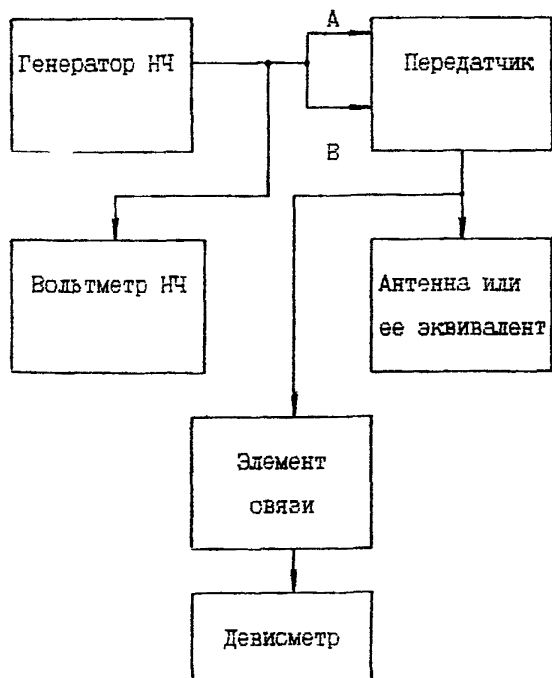 А
Генератор НЧ
Передатчик
В
Вольтметр НЧ
Антенна или
ее эквивалент
Элемент
связи
Девисметр